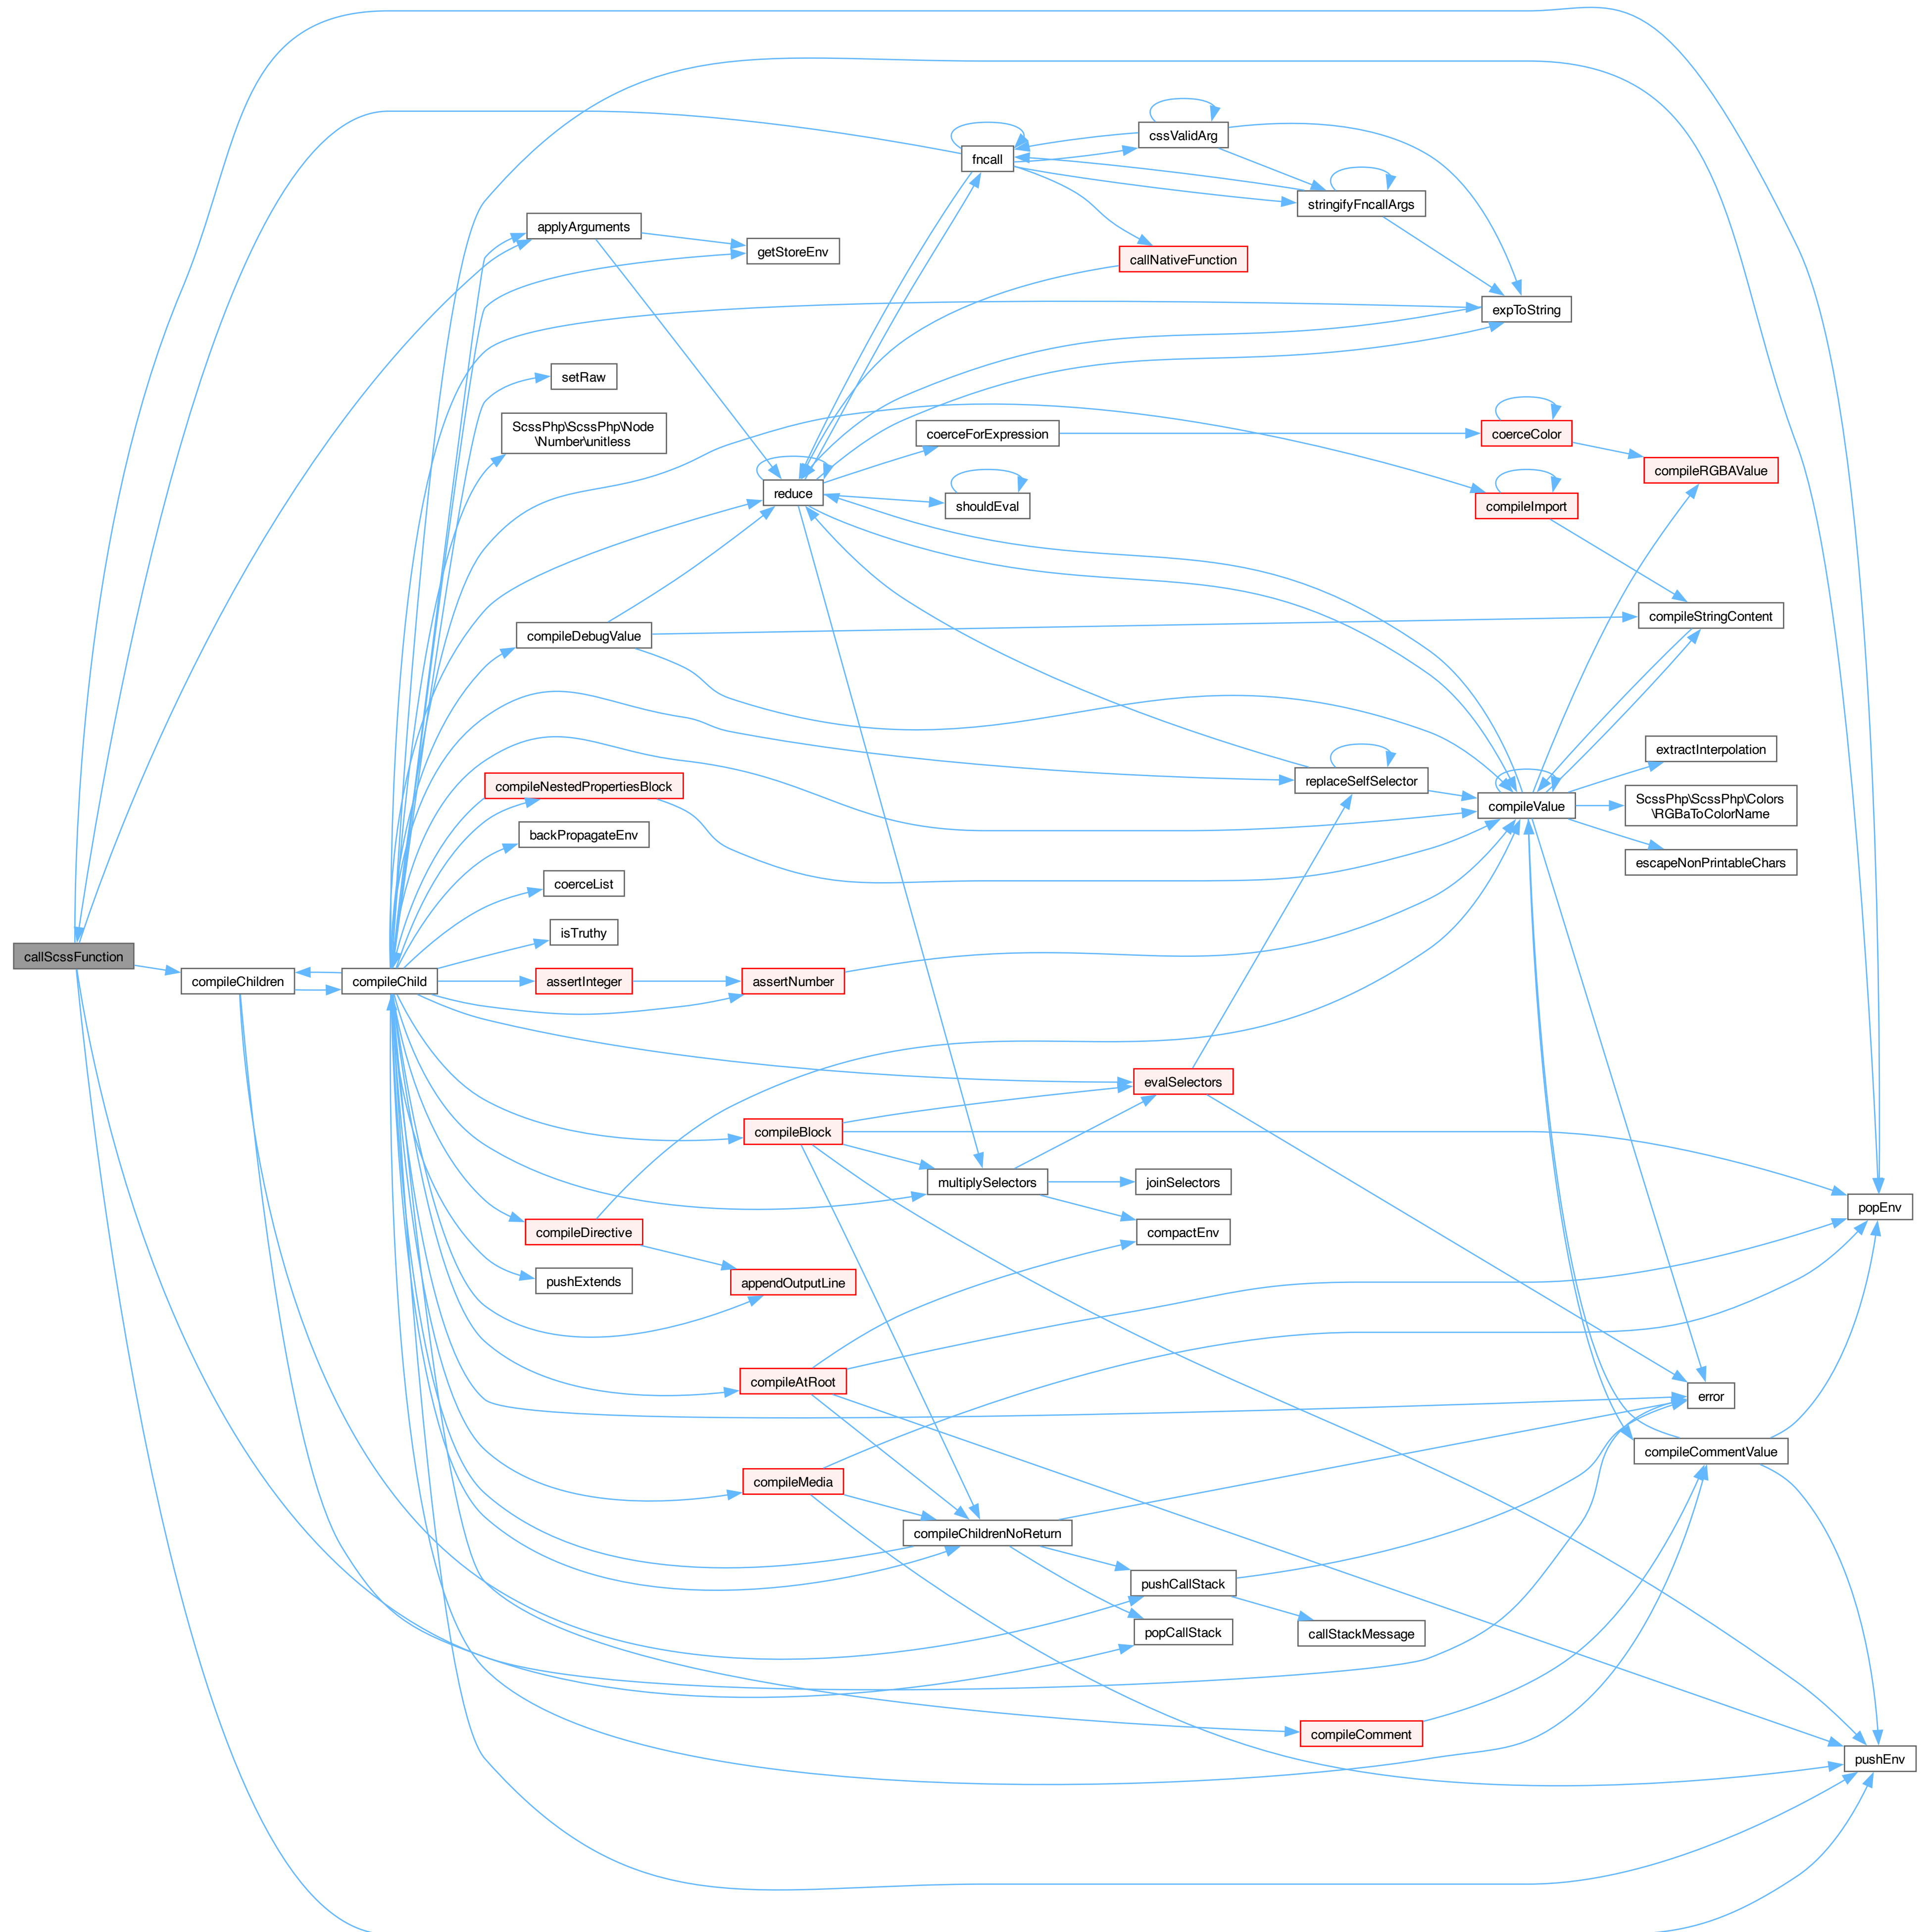 cssValidArg
fncall
stringifyFncallArgs
applyArguments
getStoreEnv
callNativeFunction
expToString
setRaw
ScssPhp\ScssPhp\Node
\Number\unitless
coerceForExpression
coerceColor
compileRGBAValue
reduce
shouldEval
compileImport
compileStringContent
compileDebugValue
extractInterpolation
compileNestedPropertiesBlock
replaceSelfSelector
compileValue
ScssPhp\ScssPhp\Colors
\RGBaToColorName
backPropagateEnv
escapeNonPrintableChars
coerceList
isTruthy
callScssFunction
compileChildren
compileChild
assertInteger
assertNumber
evalSelectors
compileBlock
multiplySelectors
joinSelectors
popEnv
compileDirective
compactEnv
pushExtends
appendOutputLine
compileAtRoot
error
compileCommentValue
compileMedia
compileChildrenNoReturn
pushCallStack
popCallStack
callStackMessage
compileComment
pushEnv